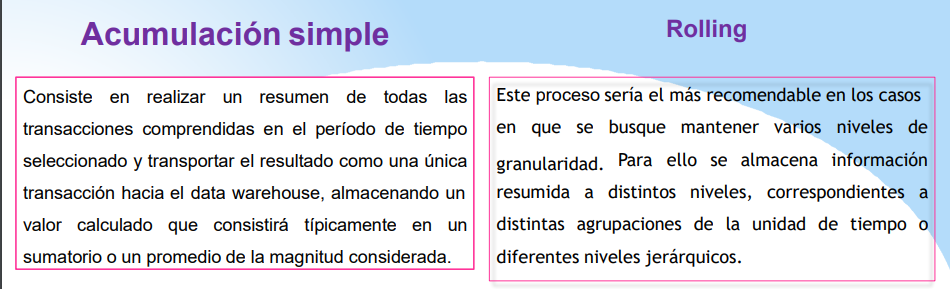 Acumulación simple
Consiste en realizar un resumen de todas las
transacciones comprendidas en el período de tiempo
seleccionado y transportar el resultado como una única
transacción hacia el data warehouse, almacenando un
valor calculado que consistirá típicamente en un
sumatorio o un promedio de la magnitud considerada.
Rolling
Este proceso sería el más recomendable en los casos
en que se busque mantener varios niveles de
granularidad. Para ello se almacena información
resumida a distintos niveles, correspondientes a
distintas agrupaciones de la unidad de tiempo o
diferentes niveles jerárquicos.